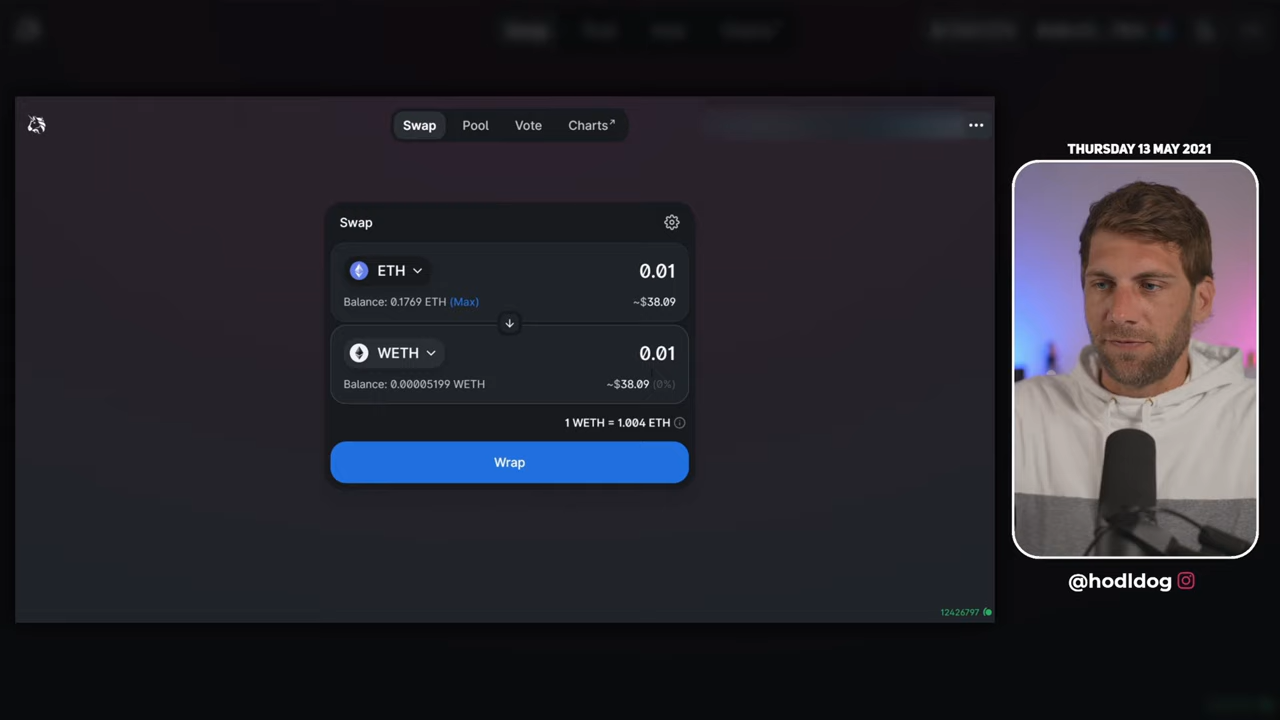 Swap Pool Vote Charts↗ •••
THURSDAY 13 MAY 2021
Swap
ETH 0.01
Balance: 0.1769 ETH (Max) ~$38.09
WETH 0.01
Balance: 0.00005199 WETH ~$38.09 (0%)
1 WETH = 1.004 ETH
Wrap
@hodldog
12426797